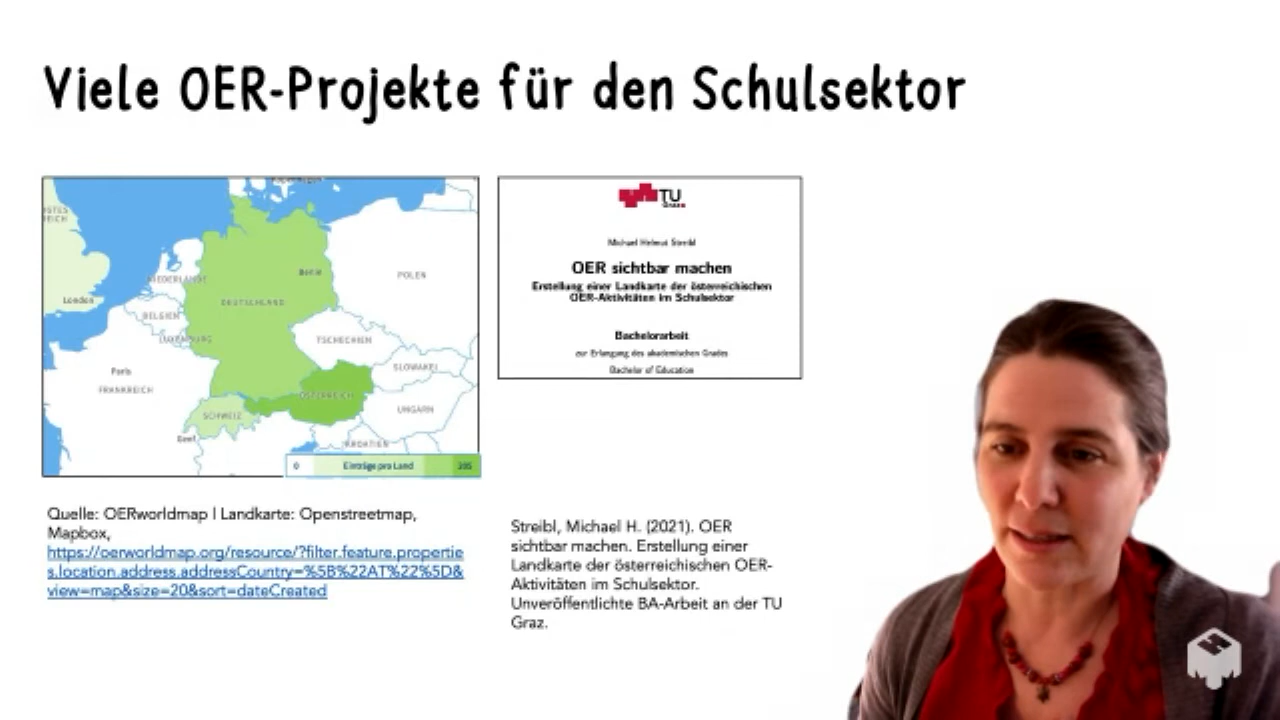 Viele OER-Projekte für den Schulsektor
London
NIEDERLANDE
BELGIEN
LUXEMBURG
Paris
FRANKREICH
Berlin
DEUTSCHLAND
POLEN
TSCHECHIEN
SLOWAKEI
ÖSTERREICH
SCHWEIZ
Genf
UNGARN
KROATIEN
0 Einträge pro Land
Quelle: OERworldmap | Landkarte: Openstreetmap,
Mapbox,
https://oerworldmap.org/resource/?filter.feature.propertie
s.location.address.addressCountry=%5B%22AT%22%5D&
view=map&size=20&sort=dateCreated
TU
Graz
Michael Helmut Streibl
OER sichtbar machen
Erstellung einer Landkarte der österreichischen
OER-Aktivitäten im Schulsektor
Bachelorarbeit
zur Erlangung des akademischen Grades
Bachelor of Education
Streibl, Michael H. (2021). OER
sichtbar machen. Erstellung einer
Landkarte der österreichischen OER-
Aktivitäten im Schulsektor.
Unveröffentlichte BA-Arbeit an der TU
Graz.